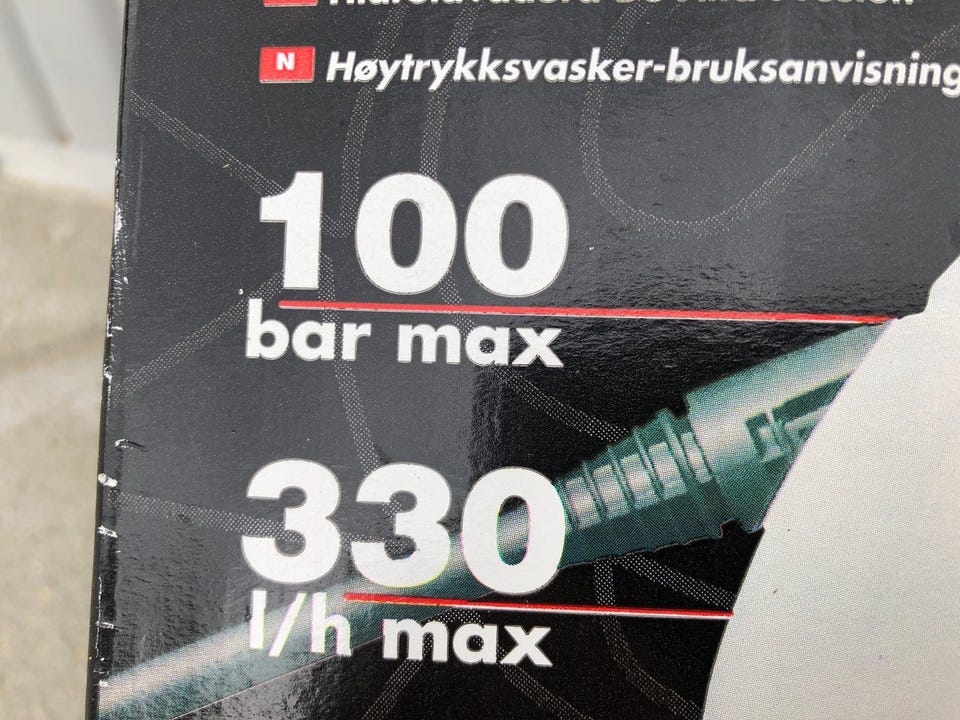 N Høytrykksvasker-bruksanvisning
100
bar max
330
l/h max